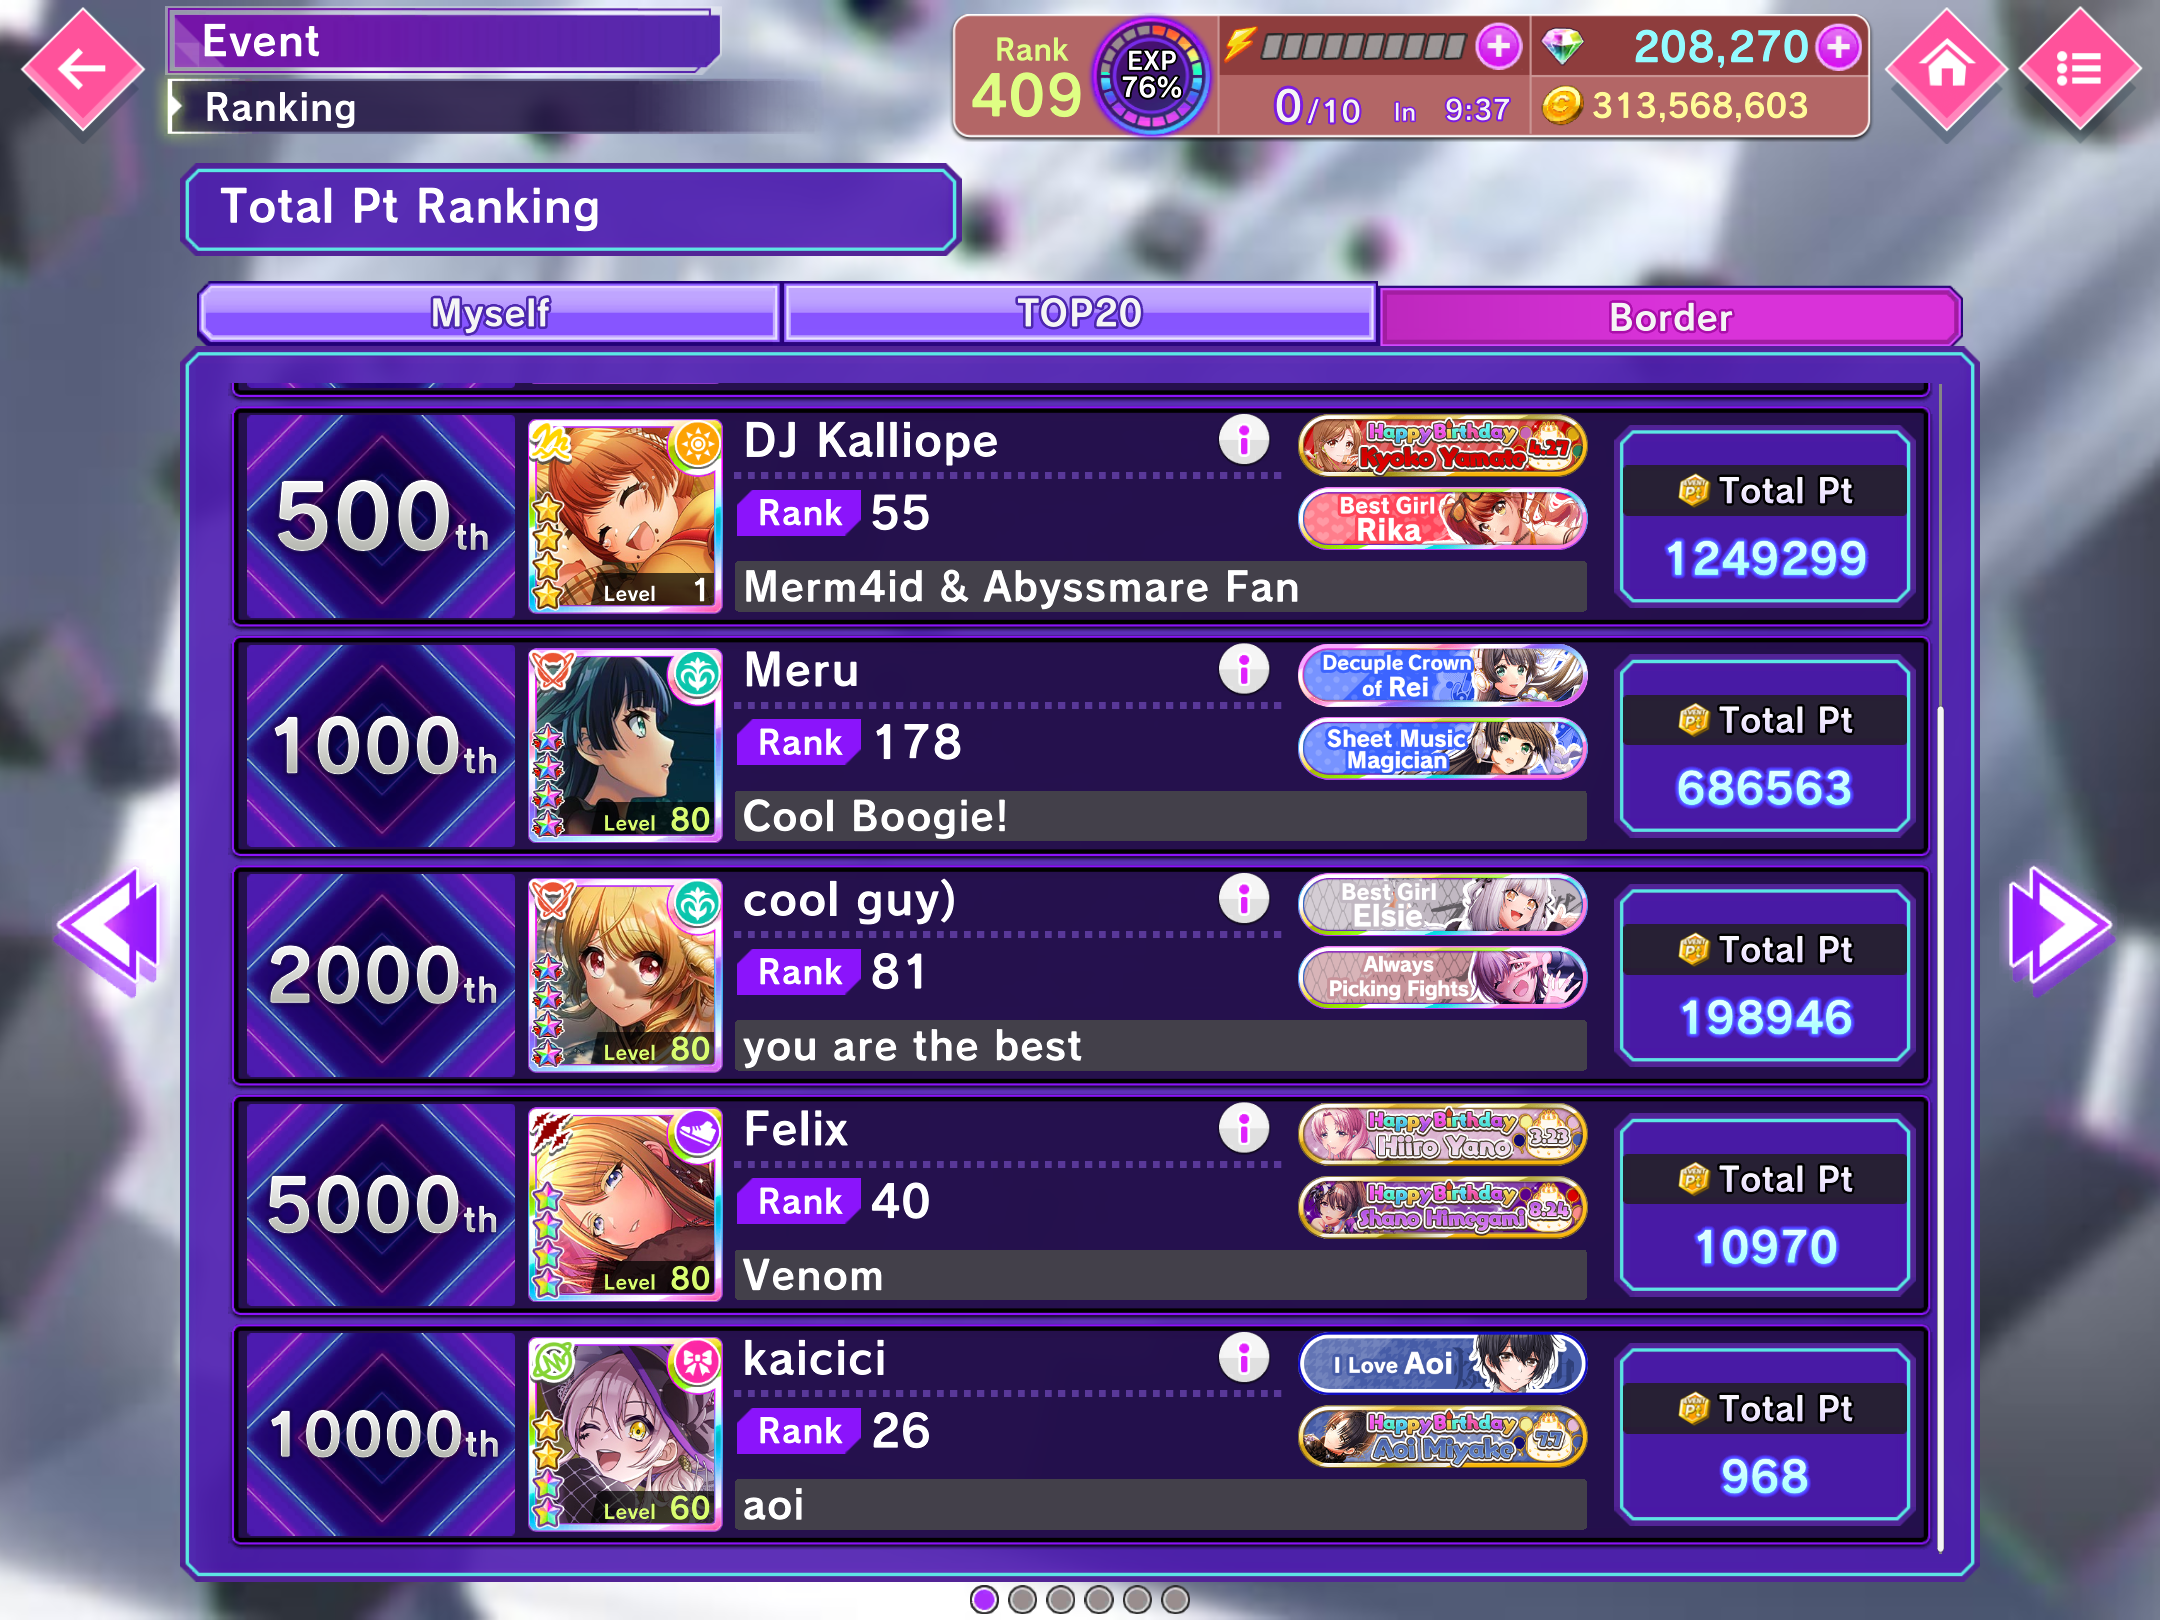 Event
Ranking
Rank
409
EXP
76%
0/10 In 9:37
208,270
313,568,603
Total Pt Ranking
Myself
TOP20
Border
500th
Level 1
DJ Kalliope
Rank 55
Merm4id & Abyssmare Fan
Happy Birthday
Kyoko Yamate 4.27
Best Girl
Rika
Total Pt
1249299
1000th
Level 80
Meru
Rank 178
Cool Boogie!
Decuple Crown
of Rei
Sheet Music
Magician
Total Pt
686563
2000th
Level 80
cool guy)
Rank 81
you are the best
Best Girl
Elsie
Always
Picking Fights
Total Pt
198946
5000th
Level 80
Felix
Rank 40
Venom
Happy Birthday
Hiiro Yano 3.23
Happy Birthday
Shano Himegami 8.24
Total Pt
10970
10000th
Level 60
kaicici
Rank 26
aoi
I Love Aoi
Happy Birthday
Aoi Miyake 7.7
Total Pt
968